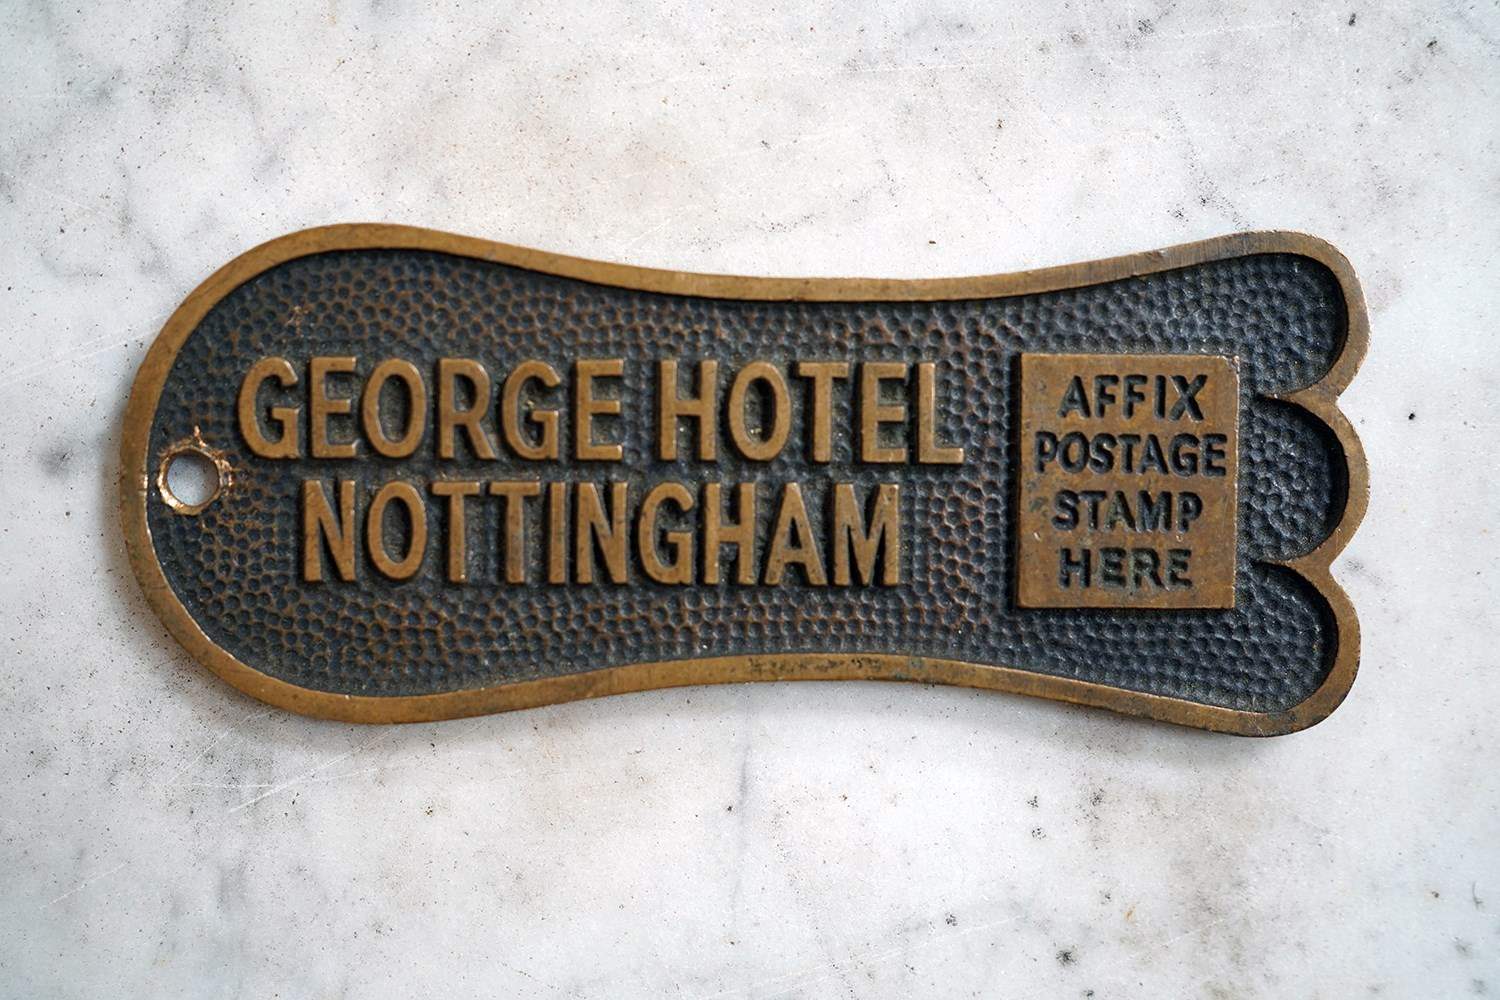 GEORGE HOTEL
NOTTINGHAM
AFFIX
POSTAGE
STAMP
HERE